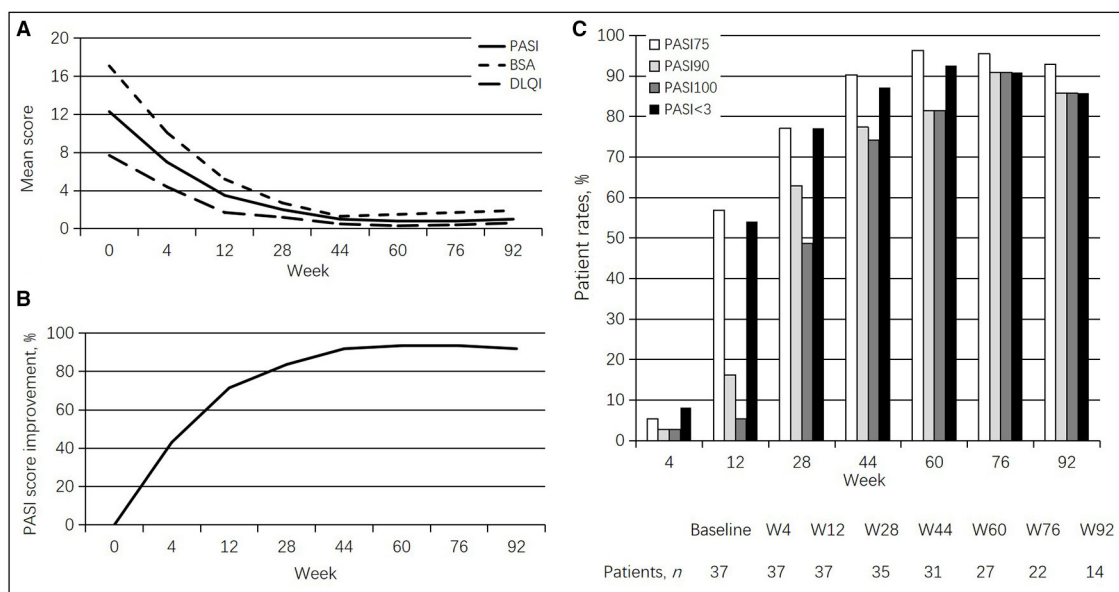 A
20
16
12
8
4
0
Mean score
PASI
BSA
DLQI
0 4 12 28 44 60 76 92
Week
B
100
80
60
40
20
0
PASI score improvement, %
0 4 12 28 44 60 76 92
Week
C
100
90
80
70
60
50
40
30
20
10
0
Patient rates, %
PASI75
PASI90
PASI100
PASI<3
4 12 28 44 60 76 92
Week
Baseline W4 W12 W28 W44 W60 W76 W92
Patients, n 37 37 37 35 31 27 22 14